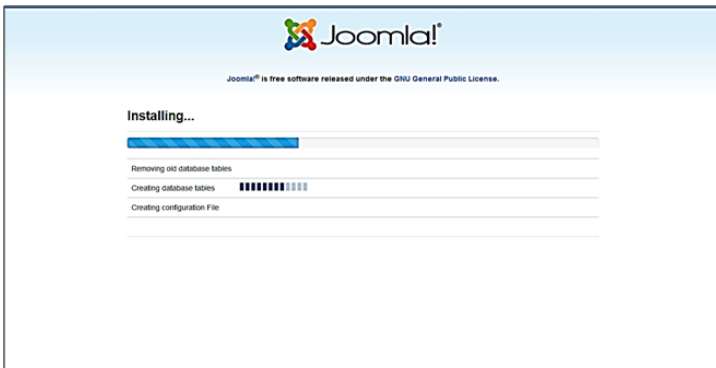 Joomla!®
Joomla!® is free software released under the GNU General Public License.
Installing...
Removing old database tables
Creating database tables
Creating configuration File